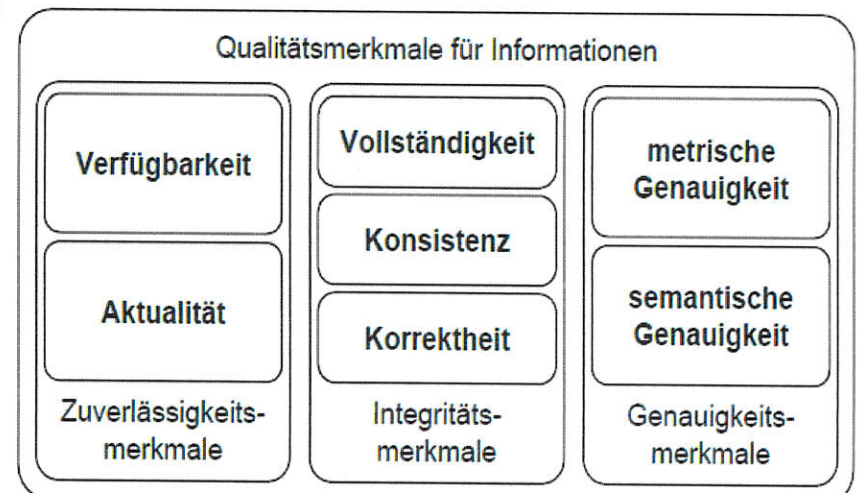 Qualitätsmerkmale für Informationen
Verfügbarkeit
Aktualität
Zuverlässigkeits-
merkmale
Vollständigkeit
Konsistenz
Korrektheit
Integritäts-
merkmale
metrische
Genauigkeit
semantische
Genauigkeit
Genauigkeits-
merkmale